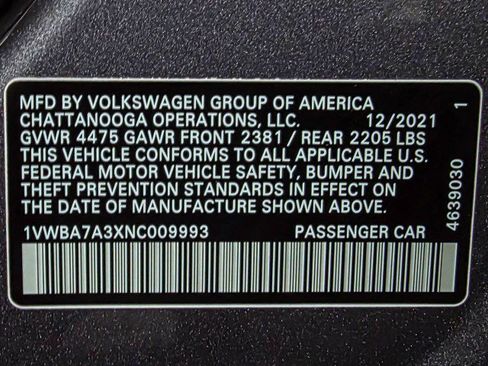 MFD BY VOLKSWAGEN GROUP OF AMERICA
CHATTANOOGA OPERATIONS, LLC. 12/2021
GVWR 4475 GAWR FRONT 2381 / REAR 2205 LBS
THIS VEHICLE CONFORMS TO ALL APPLICABLE U.S.
FEDERAL MOTOR VEHICLE SAFETY, BUMPER AND
THEFT PREVENTION STANDARDS IN EFFECT ON
THE DATE OF MANUFACTURE SHOWN ABOVE.
1VWBA7A3XNC009993 PASSENGER CAR
4639030 1